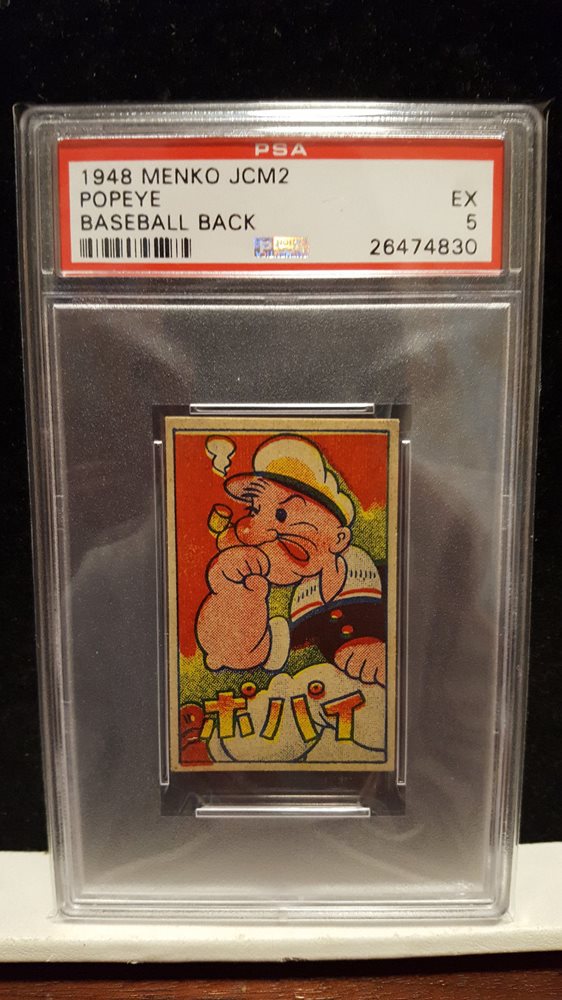 PSA
1948 MENKO JCM2
POPEYE EX
BASEBALL BACK 5
26474830
ポパイ